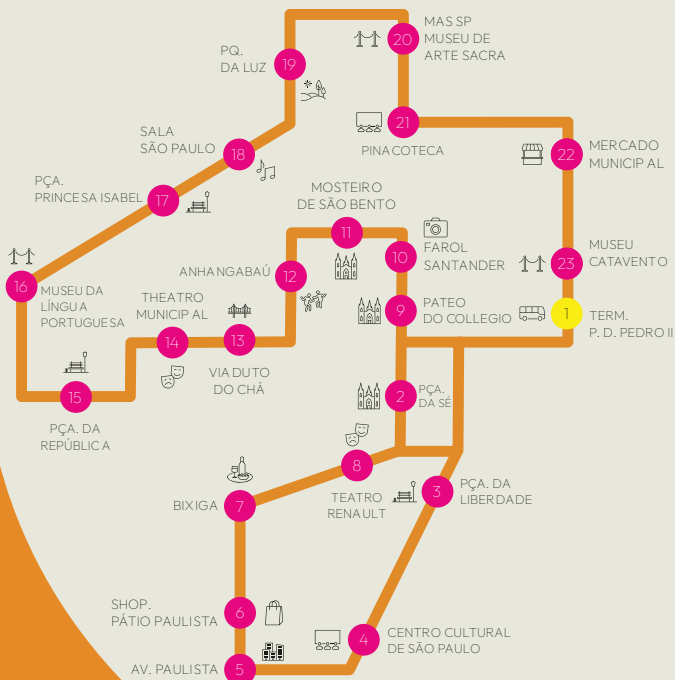 MAS SP
MUSEU DE
ARTE SACRA
20
PQ.
DA LUZ
19
21
PINACOTECA
SALA
SÃO PAULO
18
22
MERCADO
MUNICIPAL
PÇA.
PRINCESA ISABEL
17
MOSTEIRO
DE SÃO BENTO
11
10
FAROL
SANTANDER
MUSEU
CATAVENTO
23
ANHANGABAÚ
12
16
MUSEU DA
LÍNGUA
PORTUGUESA
THEATRO
MUNICIPAL
14
13
VIADUTO
DO CHÁ
9
PATEO
DO COLLEGIO
1
TERM.
P. D. PEDRO II
15
PÇA. DA
REPÚBLICA
2
PÇA.
DA SÉ
8
TEATRO
RENAULT
3
PÇA. DA
LIBERDADE
BIXIGA
7
SHOP.
PÁTIO PAULISTA
6
4
CENTRO CULTURAL
DE SÃO PAULO
AV. PAULISTA
5